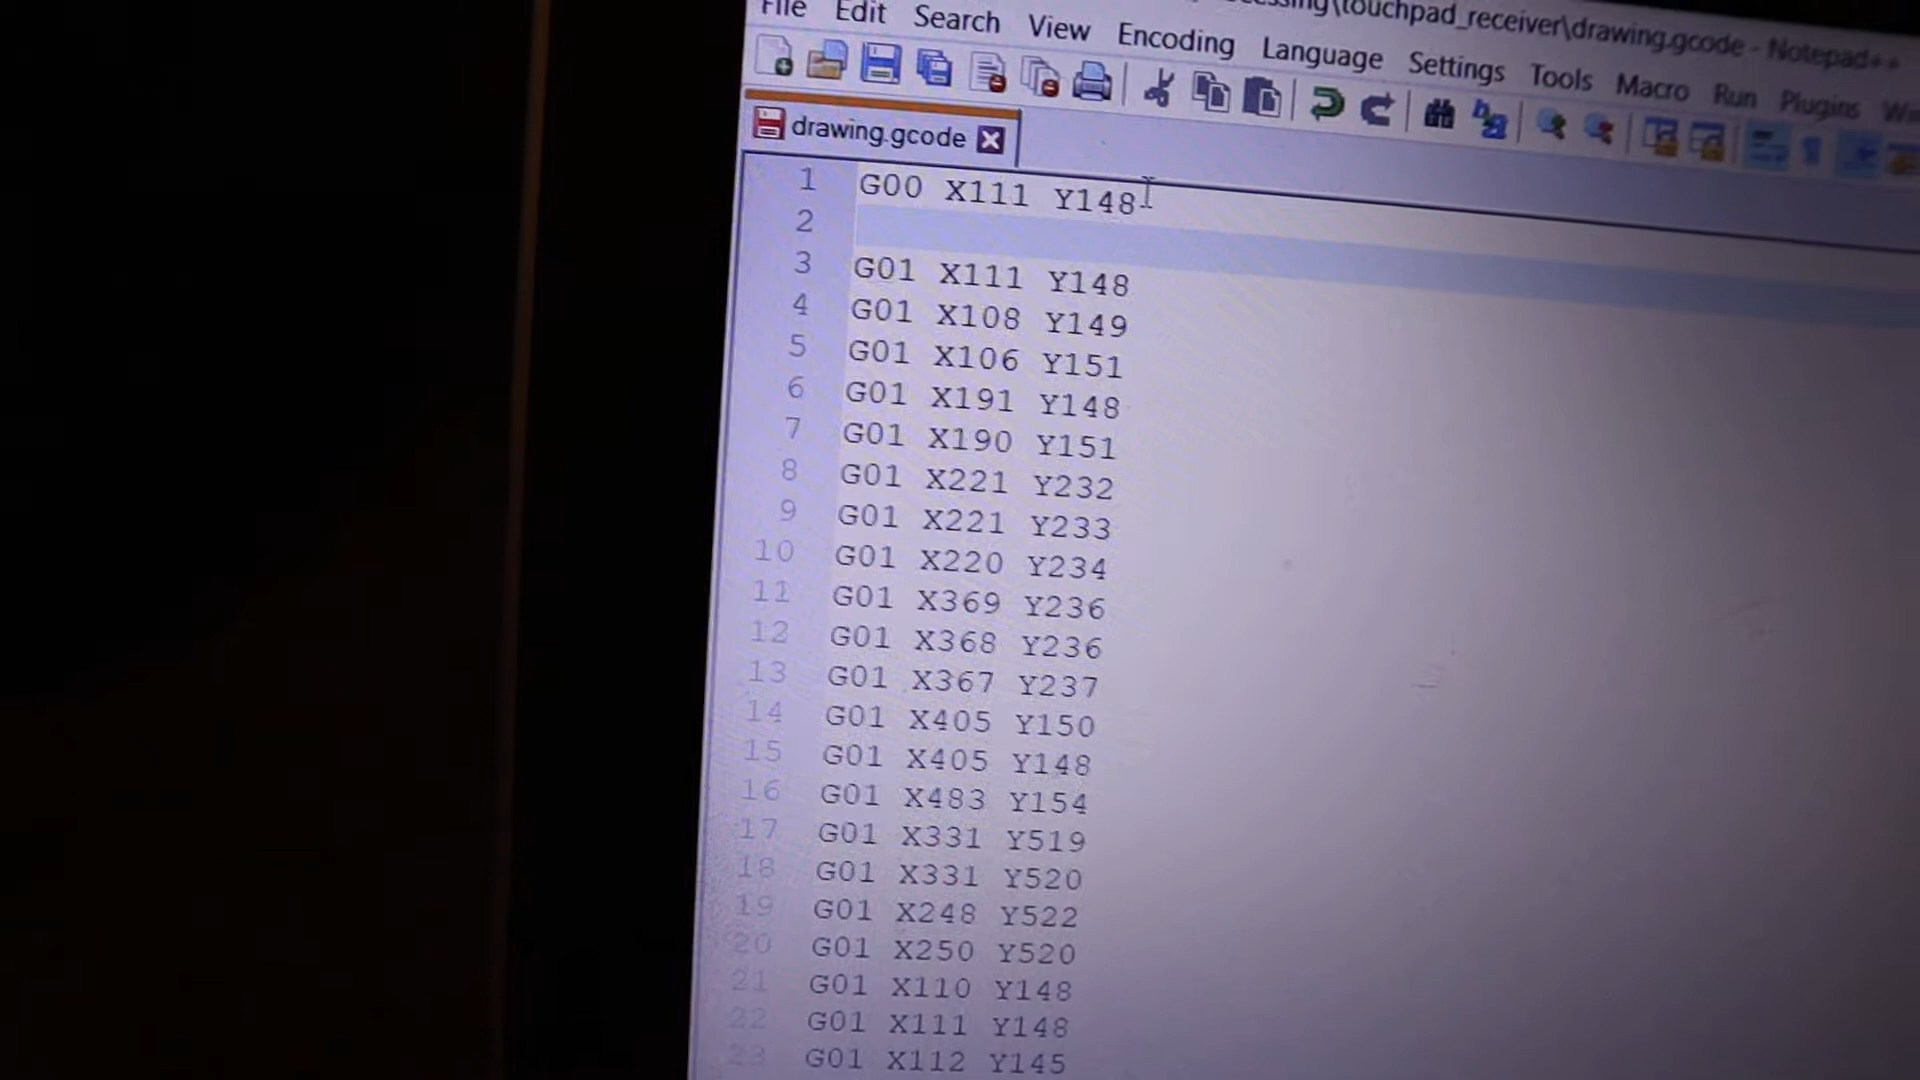 \touchpad_receiver\drawing.gcode - Notepad++
File Edit Search View Encoding Language Settings Tools Macro Run Plugins
drawing.gcode
1 G00 X111 Y148
2
3 G01 X111 Y148
4 G01 X108 Y149
5 G01 X106 Y151
6 G01 X191 Y148
7 G01 X190 Y151
8 G01 X221 Y232
9 G01 X221 Y233
10 G01 X220 Y234
11 G01 X369 Y236
12 G01 X368 Y236
13 G01 X367 Y237
14 G01 X405 Y150
15 G01 X405 Y148
16 G01 X483 Y154
17 G01 X331 Y519
18 G01 X331 Y520
19 G01 X248 Y522
20 G01 X250 Y520
21 G01 X110 Y148
22 G01 X111 Y148
23 G01 X112 Y145